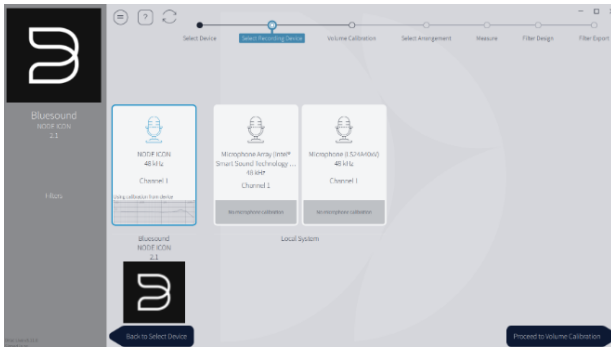 Select Device
Select Recording Device
Volume Calibration
Select Arrangement
Measure
Filter Design
Filter Export
Bluesound
NODE ICON
2.1
Filters
NODE ICON
48 kHz
Channel 1
Using calibration from device
Microphone Array (Intel®
Smart Sound Technology ...
48 kHz
Channel 1
No microphone calibration
Microphone (LS24A40xU)
48 kHz
Channel 1
No microphone calibration
Bluesound
NODE ICON
2.1
Local System
Back to Select Device
Proceed to Volume Calibration